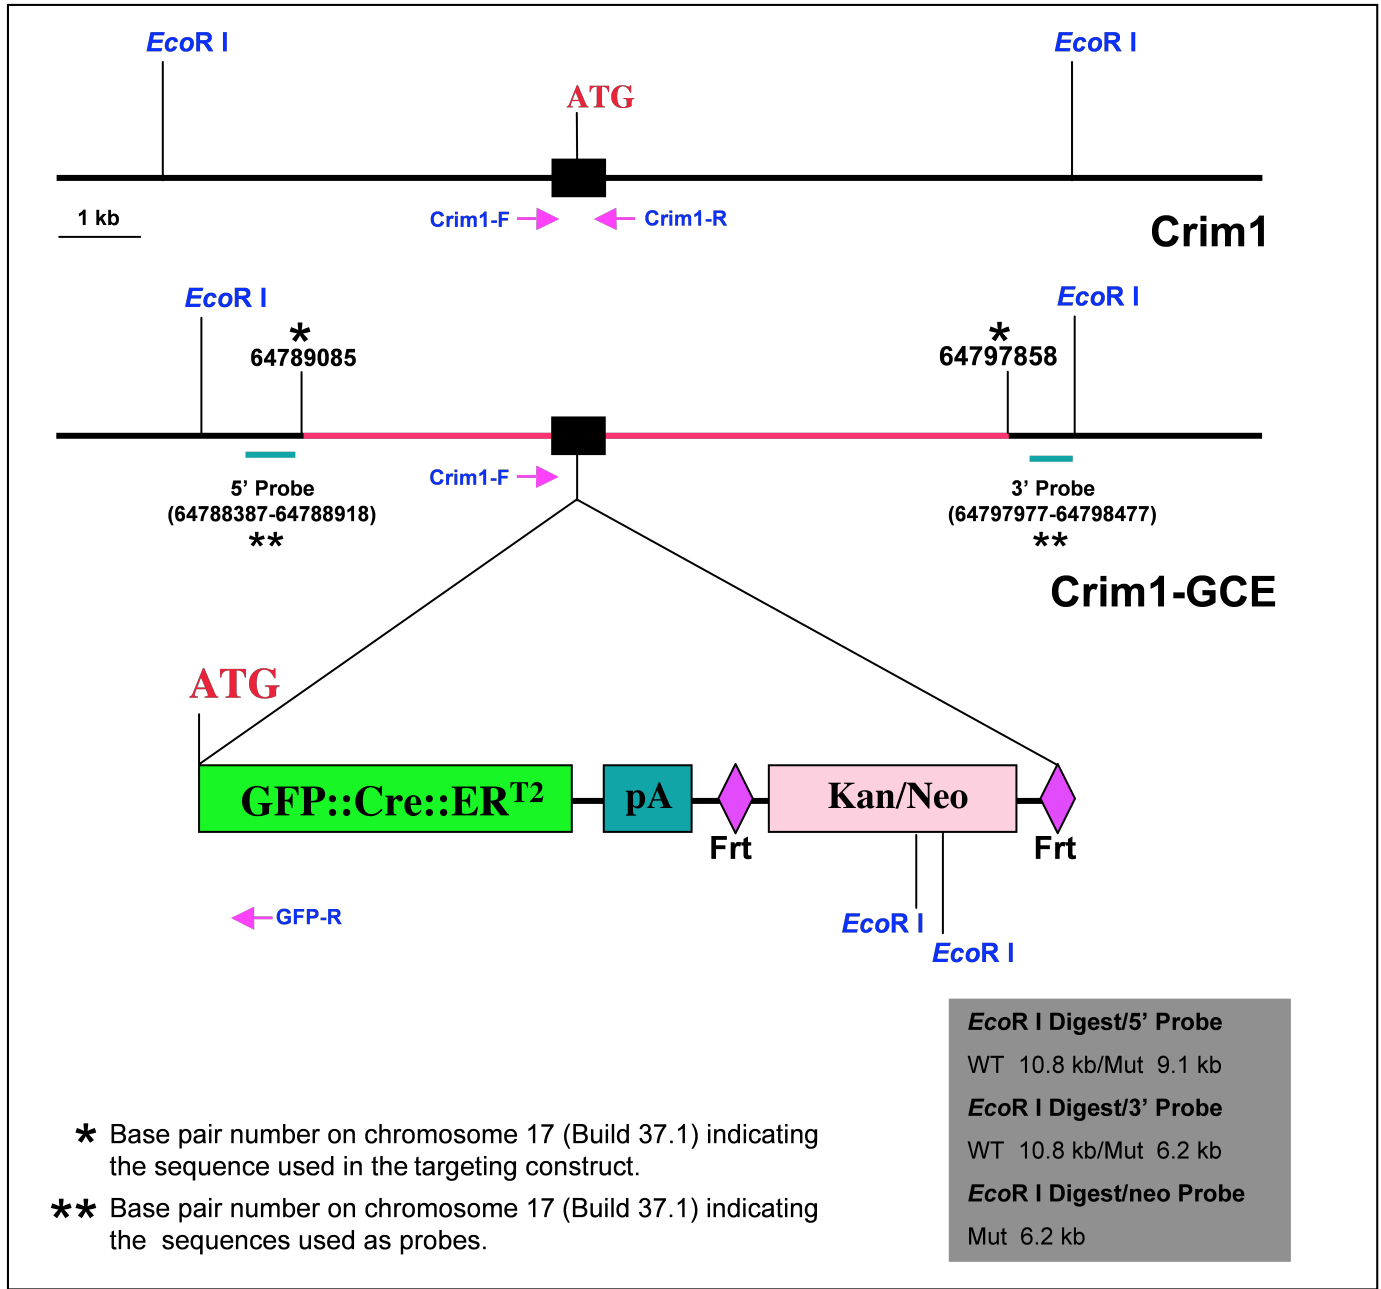 EcoR I
EcoR I
ATG
1 kb
Crim1-F
Crim1-R
Crim1
EcoR I
EcoR I
*
64789085
*
64797858
Crim1-F
5’ Probe
(64788387-64788918)
**
3’ Probe
(64797977-64798477)
**
Crim1-GCE
ATG
GFP::Cre::ERT2
pA
Kan/Neo
Frt
Frt
GFP-R
EcoR I
EcoR I
EcoR I Digest/5’ Probe
WT 10.8 kb/Mut 9.1 kb
EcoR I Digest/3’ Probe
WT 10.8 kb/Mut 6.2 kb
EcoR I Digest/neo Probe
Mut 6.2 kb
* Base pair number on chromosome 17 (Build 37.1) indicating
the sequence used in the targeting construct.
** Base pair number on chromosome 17 (Build 37.1) indicating
the sequences used as probes.